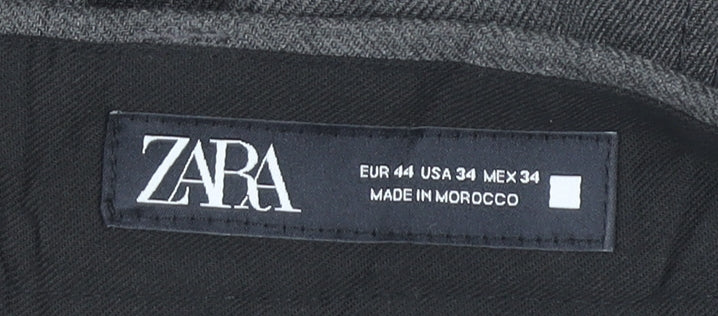 ZARA
EUR 44 USA 34 MEX 34
MADE IN MOROCCO